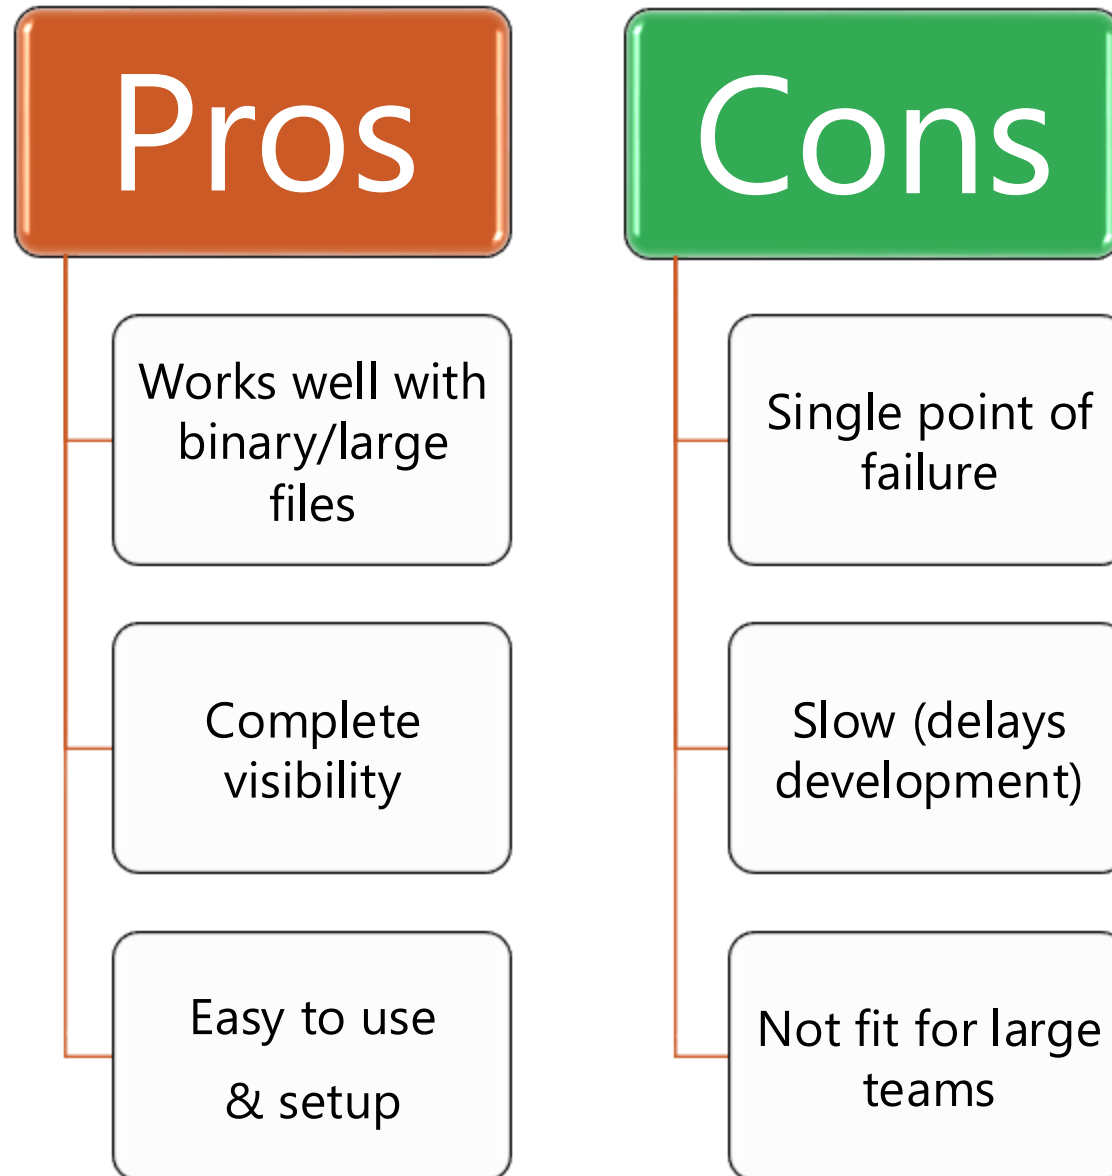 Pros
Works well with
binary/large
files
Complete
visibility
Easy to use
& setup
Cons
Single point of
failure
Slow (delays
development)
Not fit for large
teams